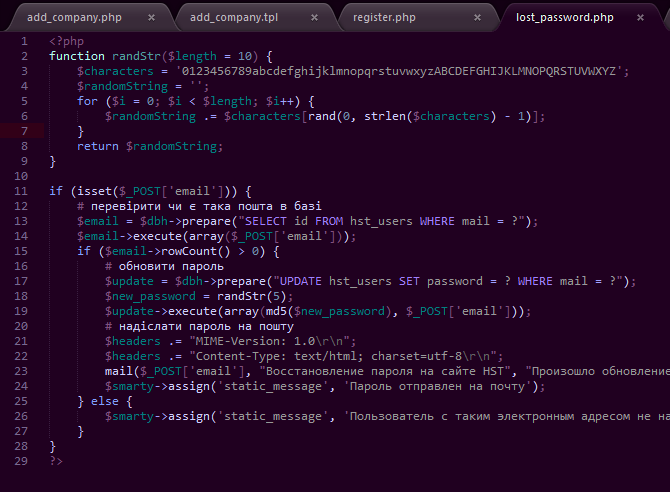 add_company.php × add_company.tpl × register.php × lost_password.php ×
1 <?php
2 function randStr($length = 10) {
3 $characters = '0123456789abcdefghijklmnopqrstuvwxyzABCDEFGHIJKLMNOPQRSTUVWXYZ';
4 $randomString = '';
5 for ($i = 0; $i < $length; $i++) {
6 $randomString .= $characters[rand(0, strlen($characters) - 1)];
7 }
8 return $randomString;
9 }
10
11 if (isset($_POST['email'])) {
12 # перевірити чи є така пошта в базі
13 $email = $dbh->prepare("SELECT id FROM hst_users WHERE mail = ?");
14 $email->execute(array($_POST['email']));
15 if ($email->rowCount() > 0) {
16 # обновити пароль
17 $update = $dbh->prepare("UPDATE hst_users SET password = ? WHERE mail = ?");
18 $new_password = randStr(5);
19 $update->execute(array(md5($new_password), $_POST['email']));
20 # надіслати пароль на пошту
21 $headers .= "MIME-Version: 1.0\r\n";
22 $headers .= "Content-Type: text/html; charset=utf-8\r\n";
23 mail($_POST['email'], "Восстановление пароля на сайте HST", "Произошло обновление
24 $smarty->assign('static_message', 'Пароль отправлен на почту');
25 } else {
26 $smarty->assign('static_message', 'Пользователь с таким электронным адресом не на
27 }
28 }
29 ?>